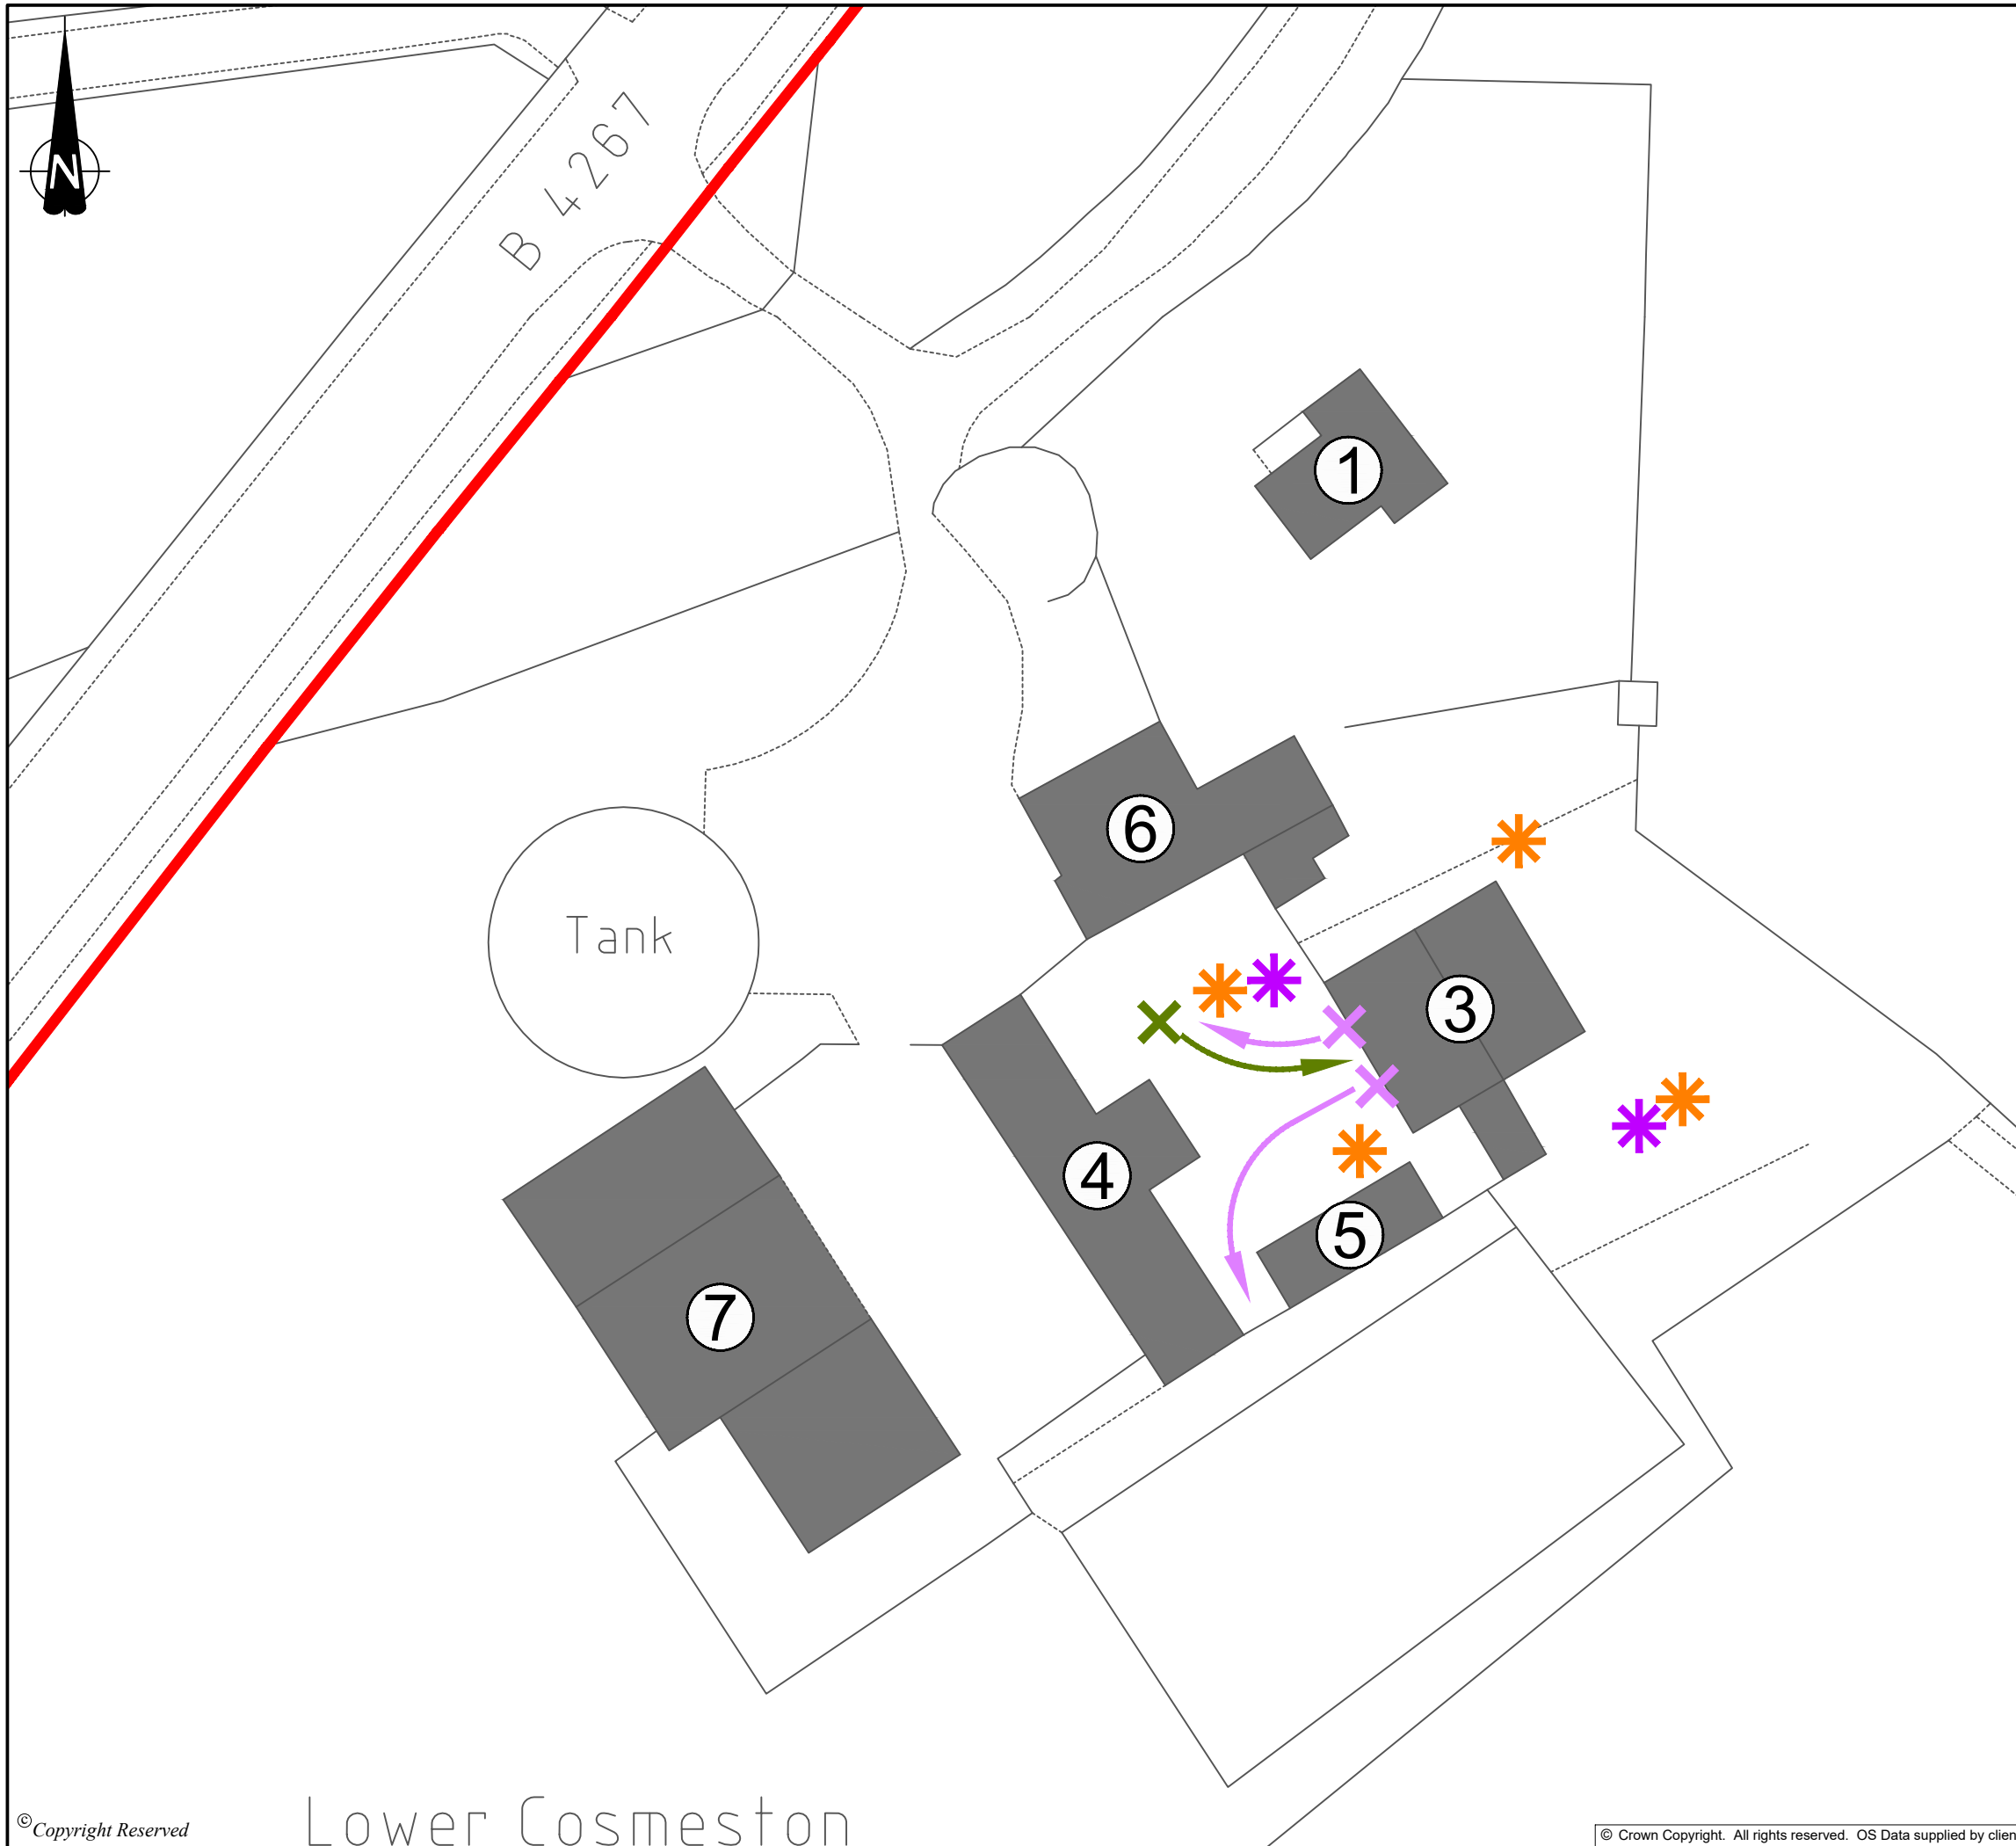 B 4267
N
1
6
Tank
3
4
5
7
Lower Cosmeston
©Copyright Reserved
© Crown Copyright. All rights reserved. OS Data supplied by